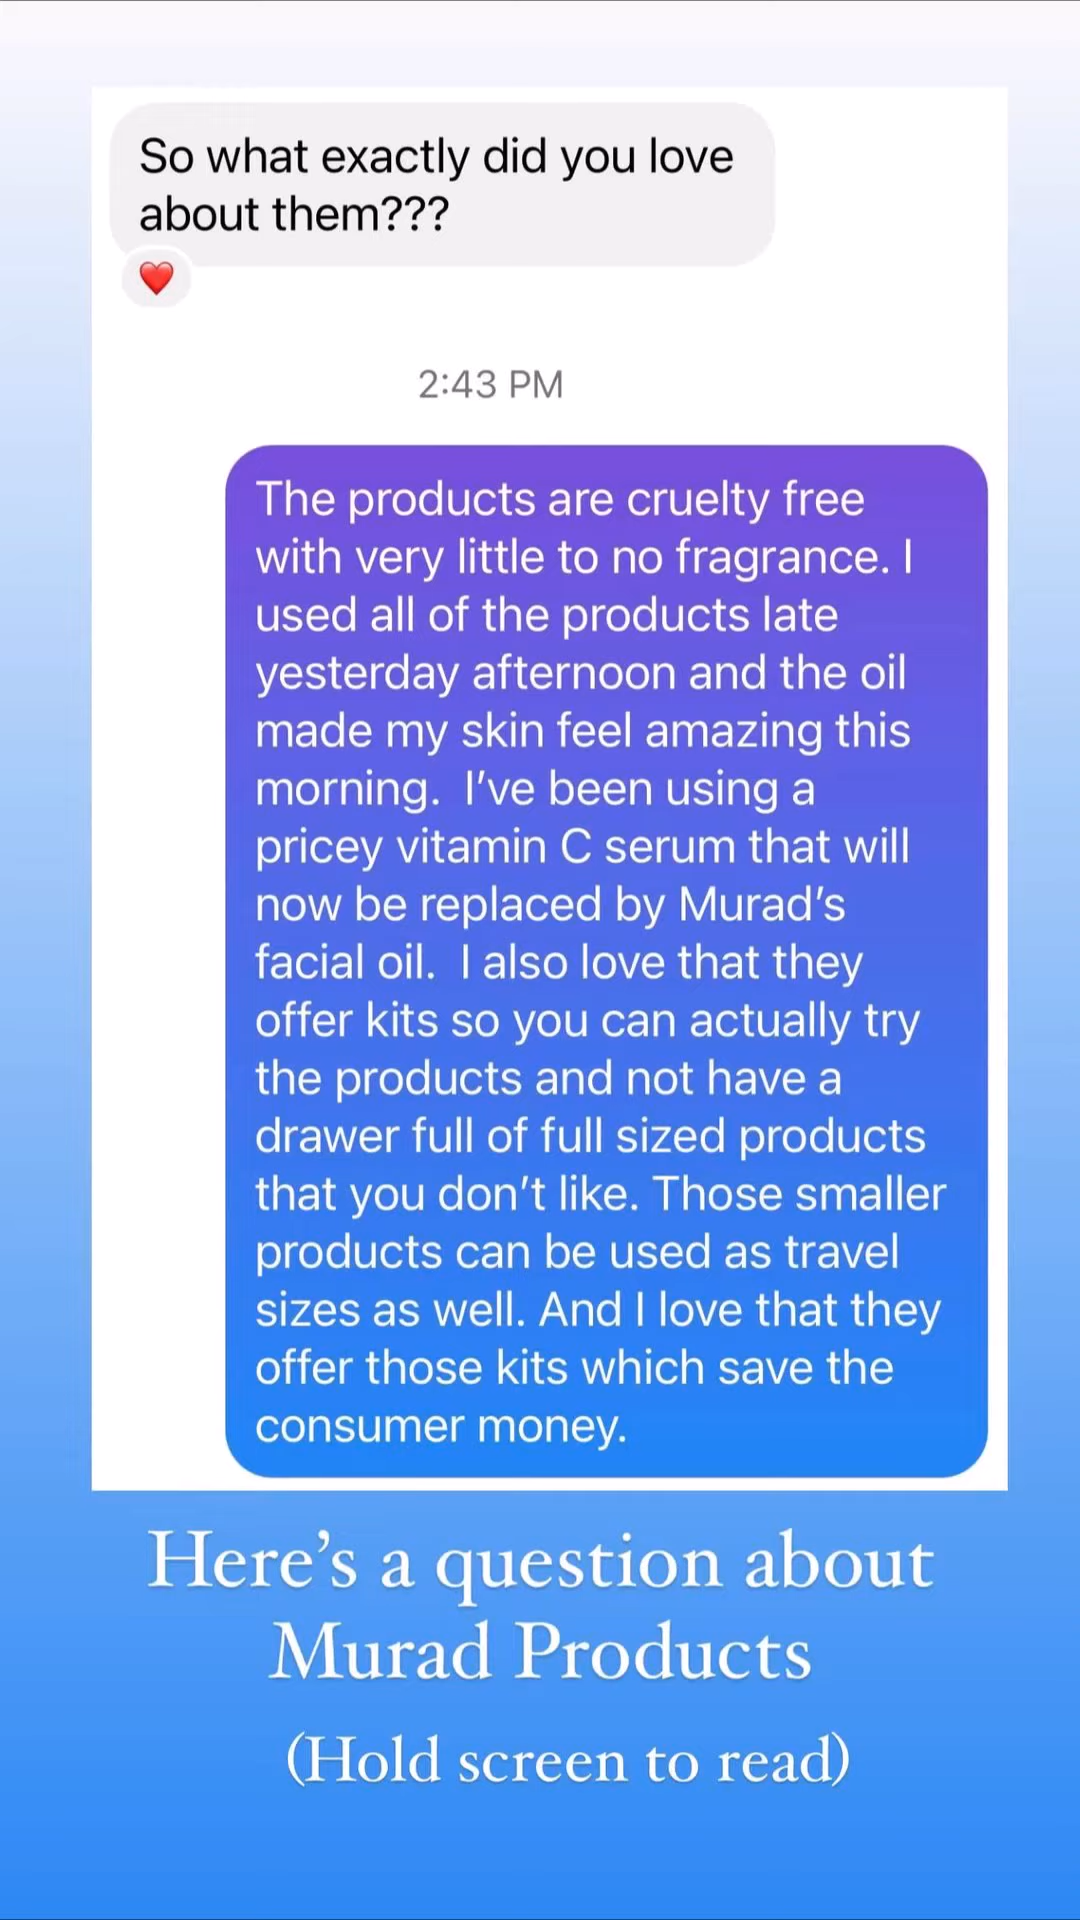 So what exactly did you love
about them???
❤️
2:43 PM
The products are cruelty free
with very little to no fragrance. I
used all of the products late
yesterday afternoon and the oil
made my skin feel amazing this
morning.  I've been using a
pricey vitamin C serum that will
now be replaced by Murad's
facial oil.  I also love that they
offer kits so you can actually try
the products and not have a
drawer full of full sized products
that you don't like. Those smaller
products can be used as travel
sizes as well. And I love that they
offer those kits which save the
consumer money.
Here's a question about
Murad Products
(Hold screen to read)